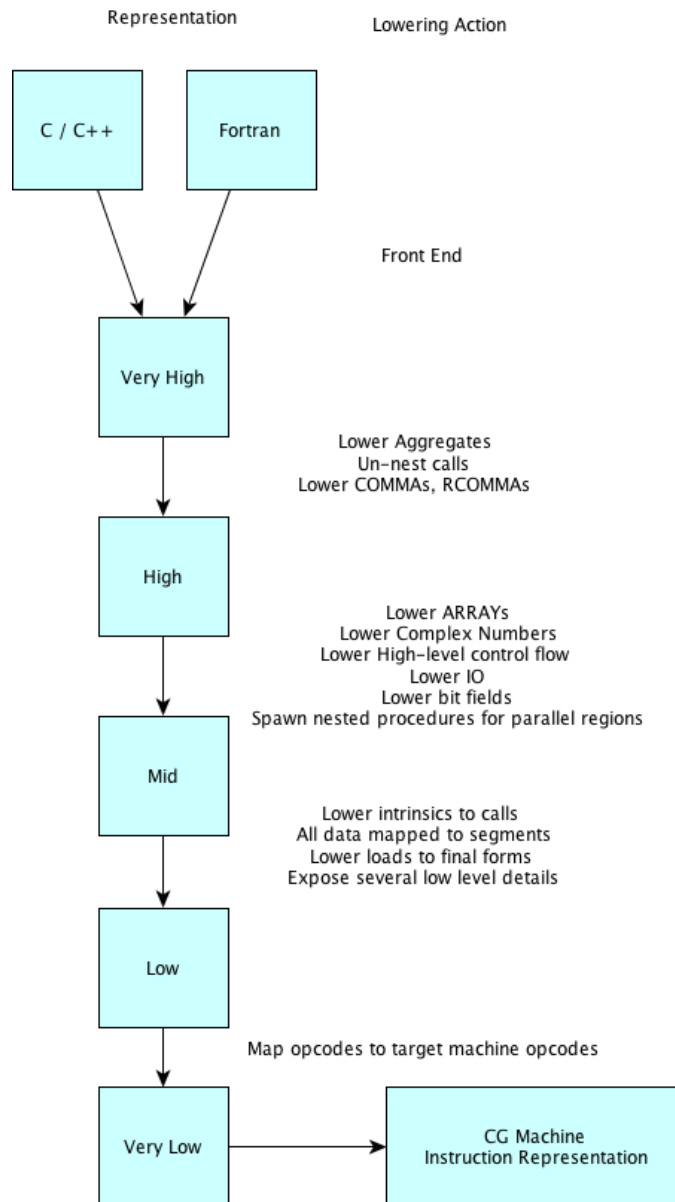 Representation
Lowering Action
C / C++
Fortran
Front End
Very High
Lower Aggregates
Un-nest calls
Lower COMMAs, RCOMMAs
High
Lower ARRAYs
Lower Complex Numbers
Lower High-level control flow
Lower IO
Lower bit fields
Spawn nested procedures for parallel regions
Mid
Lower intrinsics to calls
All data mapped to segments
Lower loads to final forms
Expose several low level details
Low
Map opcodes to target machine opcodes
Very Low
CG Machine
Instruction Representation